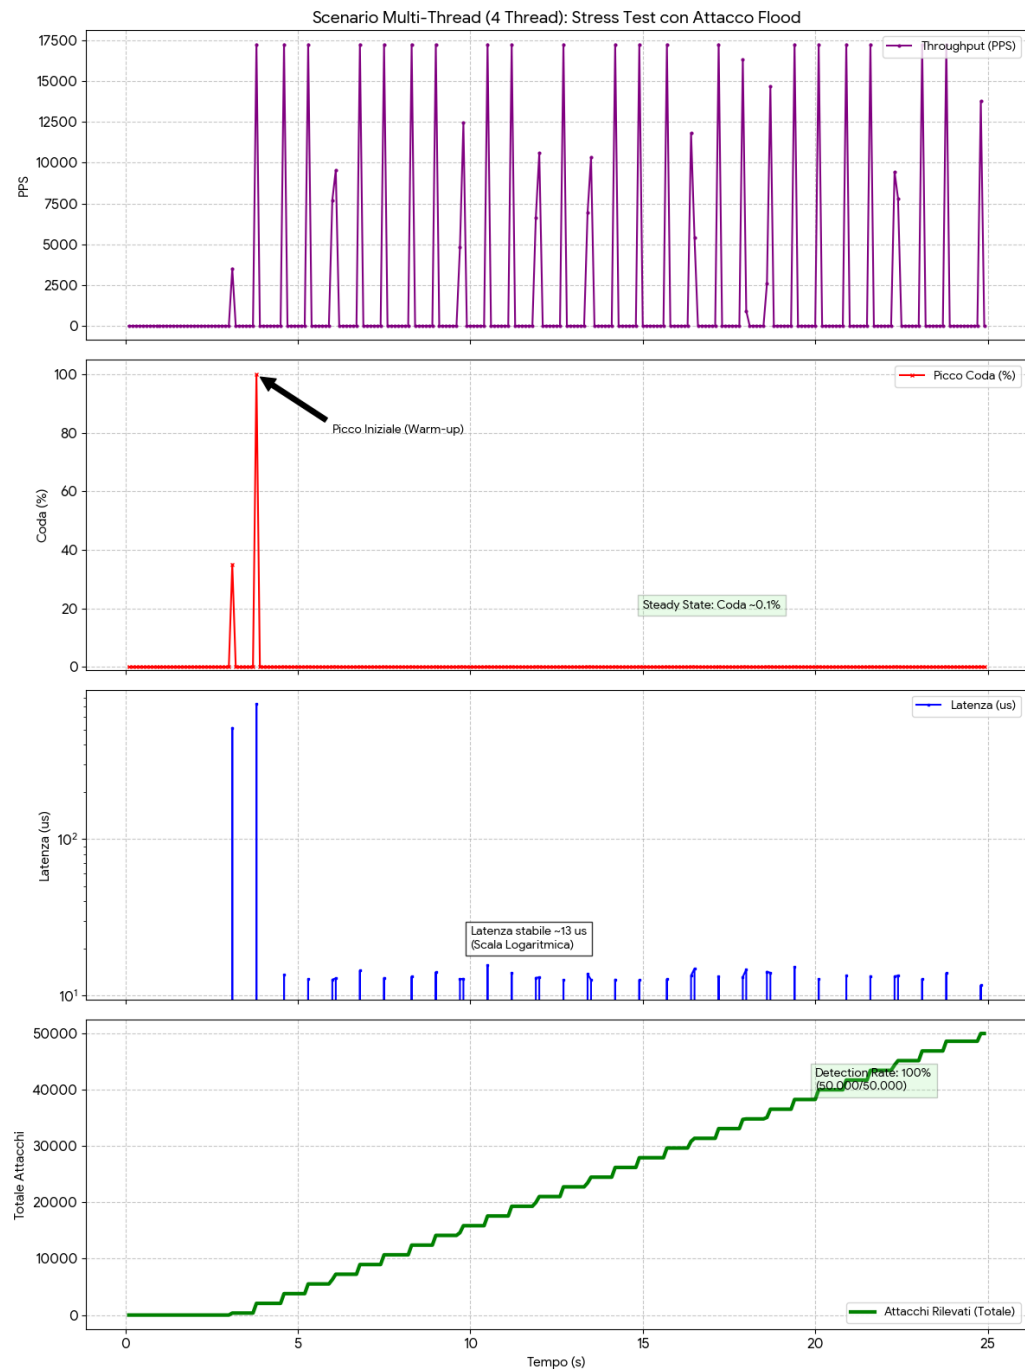 Scenario Multi-Thread (4 Thread): Stress Test con Attacco Flood
17500
15000
12500
10000
7500
5000
2500
0
PPS
Throughput (PPS)
100
80
60
40
20
0
Coda (%)
Picco Coda (%)
Picco Iniziale (Warm-up)
Steady State: Coda ~0.1%
10²
10¹
Latenza (us)
Latenza (us)
Latenza stabile ~13 us
(Scala Logaritmica)
50000
40000
30000
20000
10000
0
Totale Attacchi
Detection Rate: 100%
(50.000/50.000)
Attacchi Rilevati (Totale)
0 5 10 15 20 25
Tempo (s)